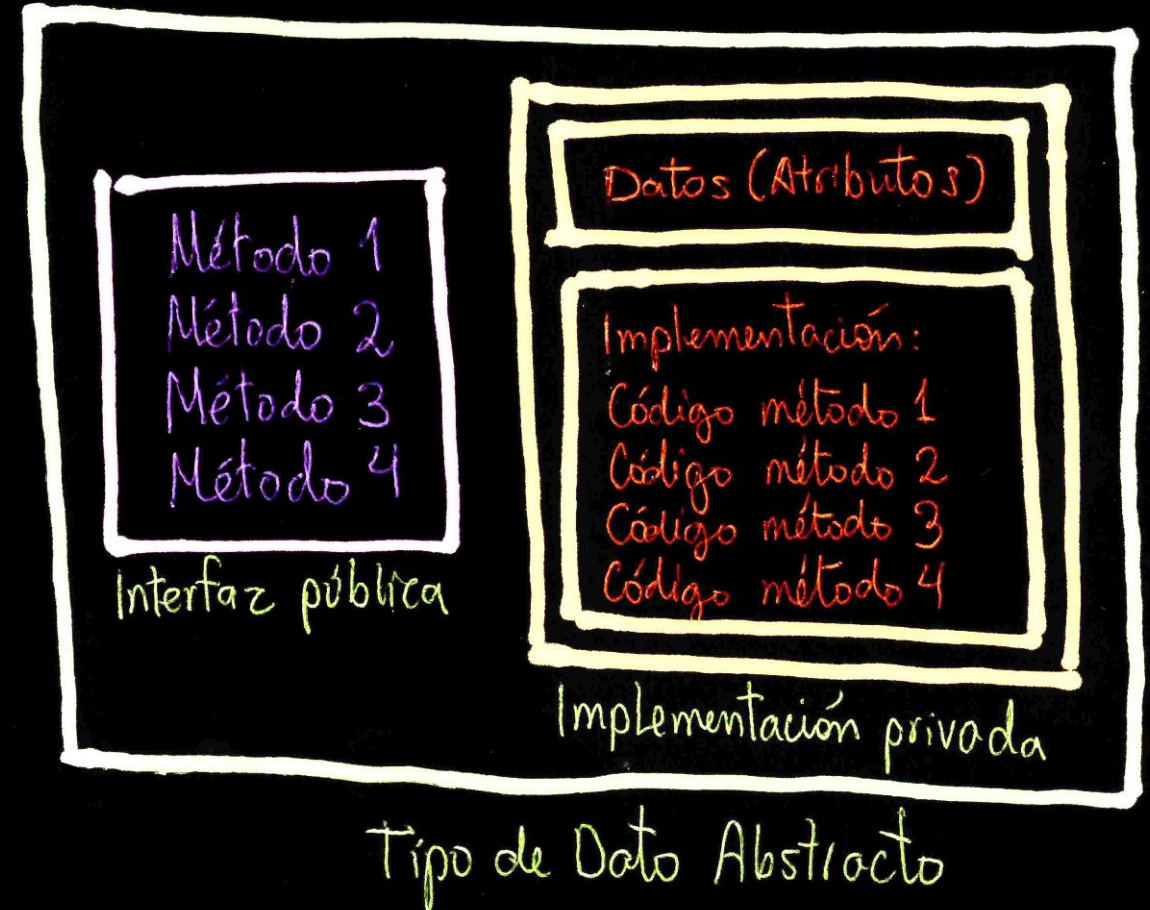 Método 1
Método 2
Método 3
Método 4
Interfaz pública
Datos (Atributos)
Implementación:
Código método 1
Código método 2
Código método 3
Código método 4
Implementación privada
Tipo de Dato Abstracto